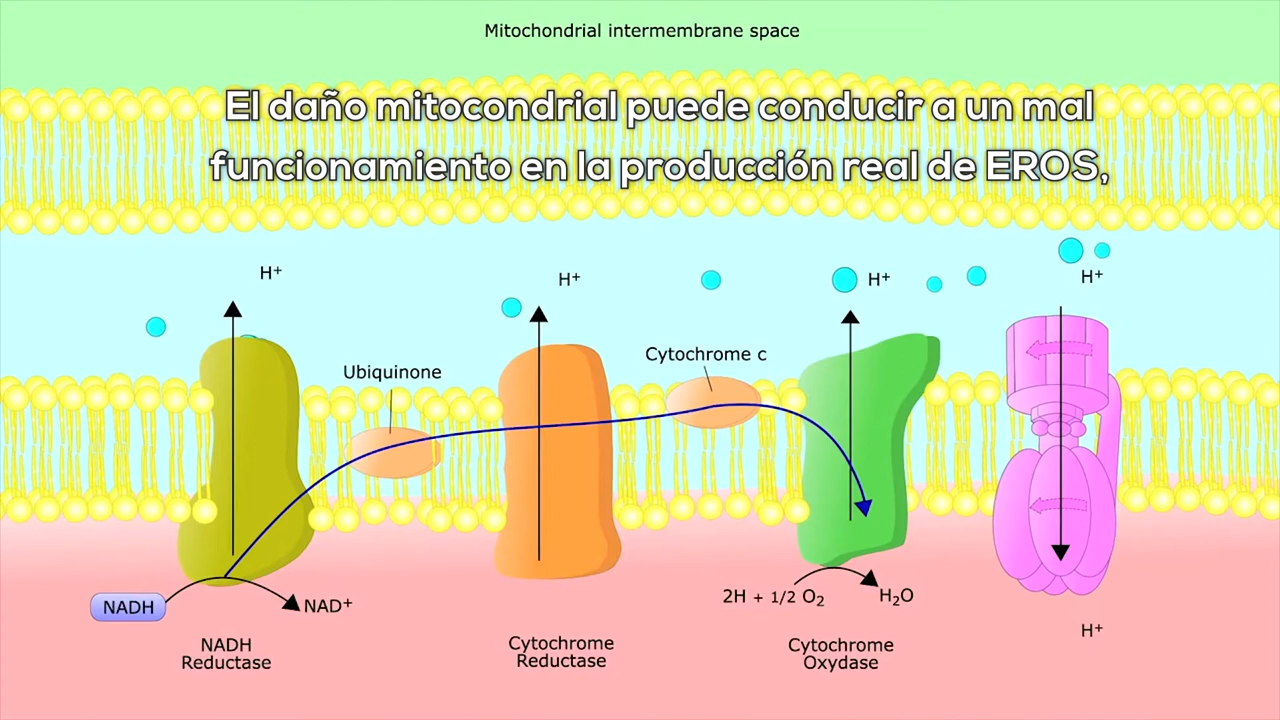 Mitochondrial intermembrane space
El daño mitocondrial puede conducir a un mal
funcionamiento en la producción real de EROS,
H⁺
H⁺
H⁺
H⁺
Ubiquinone
Cytochrome c
NADH
NAD⁺
2H + 1/2 O₂
H₂O
NADH
Reductase
Cytochrome
Reductase
Cytochrome
Oxydase
H⁺